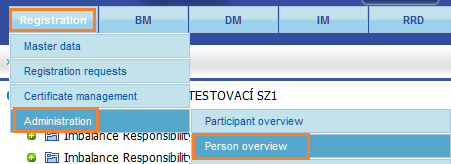 Registration BM DM IM RRD
Master data
Registration requests
Certificate management TESTOVACÍ SZ1
Administration Participant overview
Imbalance Responsibility Person overview
Imbalance Responsibility